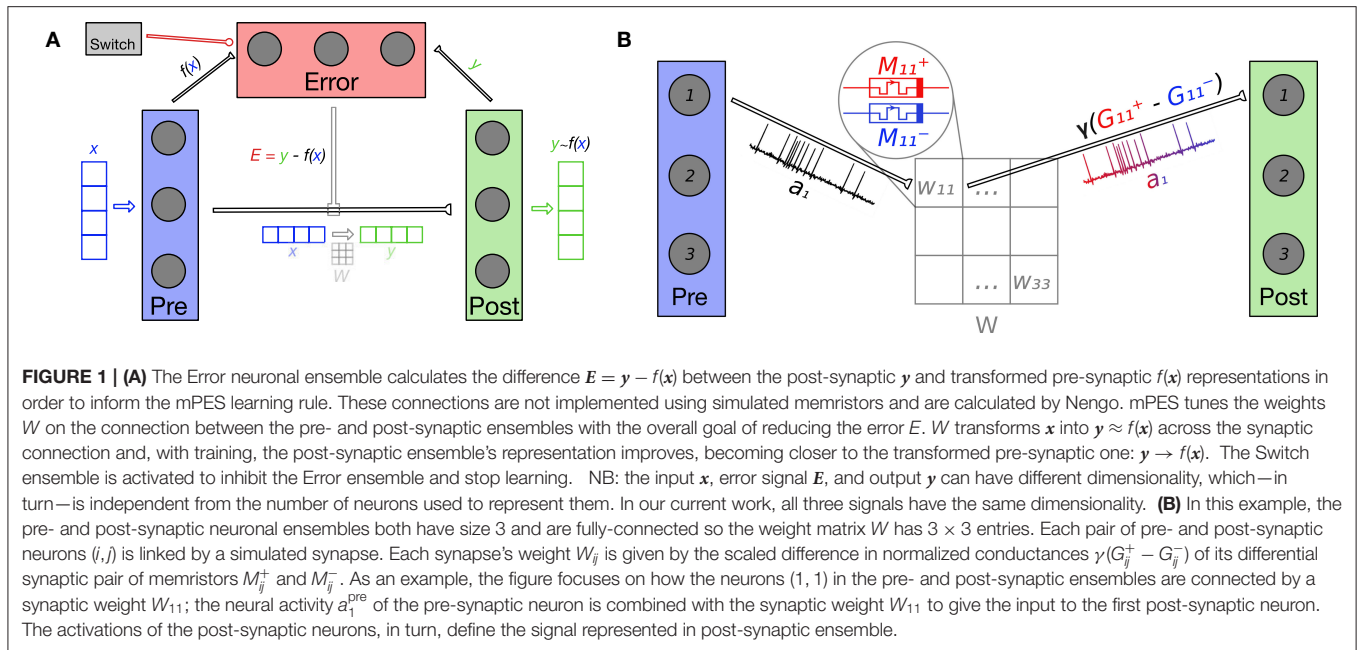 A
Switch
f(x)
Error
y
x
E = y - f(x)
y~f(x)
x
y
W
Pre
Post
B
M₁₁⁺
M₁₁⁻
γ(G₁₁⁺ - G₁₁⁻)
1
2
3
a₁
W₁₁
...
...
W₃₃
W
a₁
1
2
3
Pre
Post
FIGURE 1 | (A) The Error neuronal ensemble calculates the difference E = y − f(x) between the post-synaptic y and transformed pre-synaptic f(x) representations in
order to inform the mPES learning rule. These connections are not implemented using simulated memristors and are calculated by Nengo. mPES tunes the weights
W on the connection between the pre- and post-synaptic ensembles with the overall goal of reducing the error E. W transforms x into y ≈ f(x) across the synaptic
connection and, with training, the post-synaptic ensemble's representation improves, becoming closer to the transformed pre-synaptic one: y → f(x). The Switch
ensemble is activated to inhibit the Error ensemble and stop learning. NB: the input x, error signal E, and output y can have different dimensionality, which—in
turn—is independent from the number of neurons used to represent them. In our current work, all three signals have the same dimensionality. (B) In this example, the
pre- and post-synaptic neuronal ensembles both have size 3 and are fully-connected so the weight matrix W has 3 × 3 entries. Each pair of pre- and post-synaptic
neurons (i, j) is linked by a simulated synapse. Each synapse's weight Wᵢⱼ is given by the scaled difference in normalized conductances γ(Gᵢⱼ⁺ − Gᵢⱼ⁻) of its differential
synaptic pair of memristors Mᵢⱼ⁺ and Mᵢⱼ⁻. As an example, the figure focuses on how the neurons (1, 1) in the pre- and post-synaptic ensembles are connected by a
synaptic weight W₁₁; the neural activity a₁ᵖʳᵉ of the pre-synaptic neuron is combined with the synaptic weight W₁₁ to give the input to the first post-synaptic neuron.
The activations of the post-synaptic neurons, in turn, define the signal represented in post-synaptic ensemble.